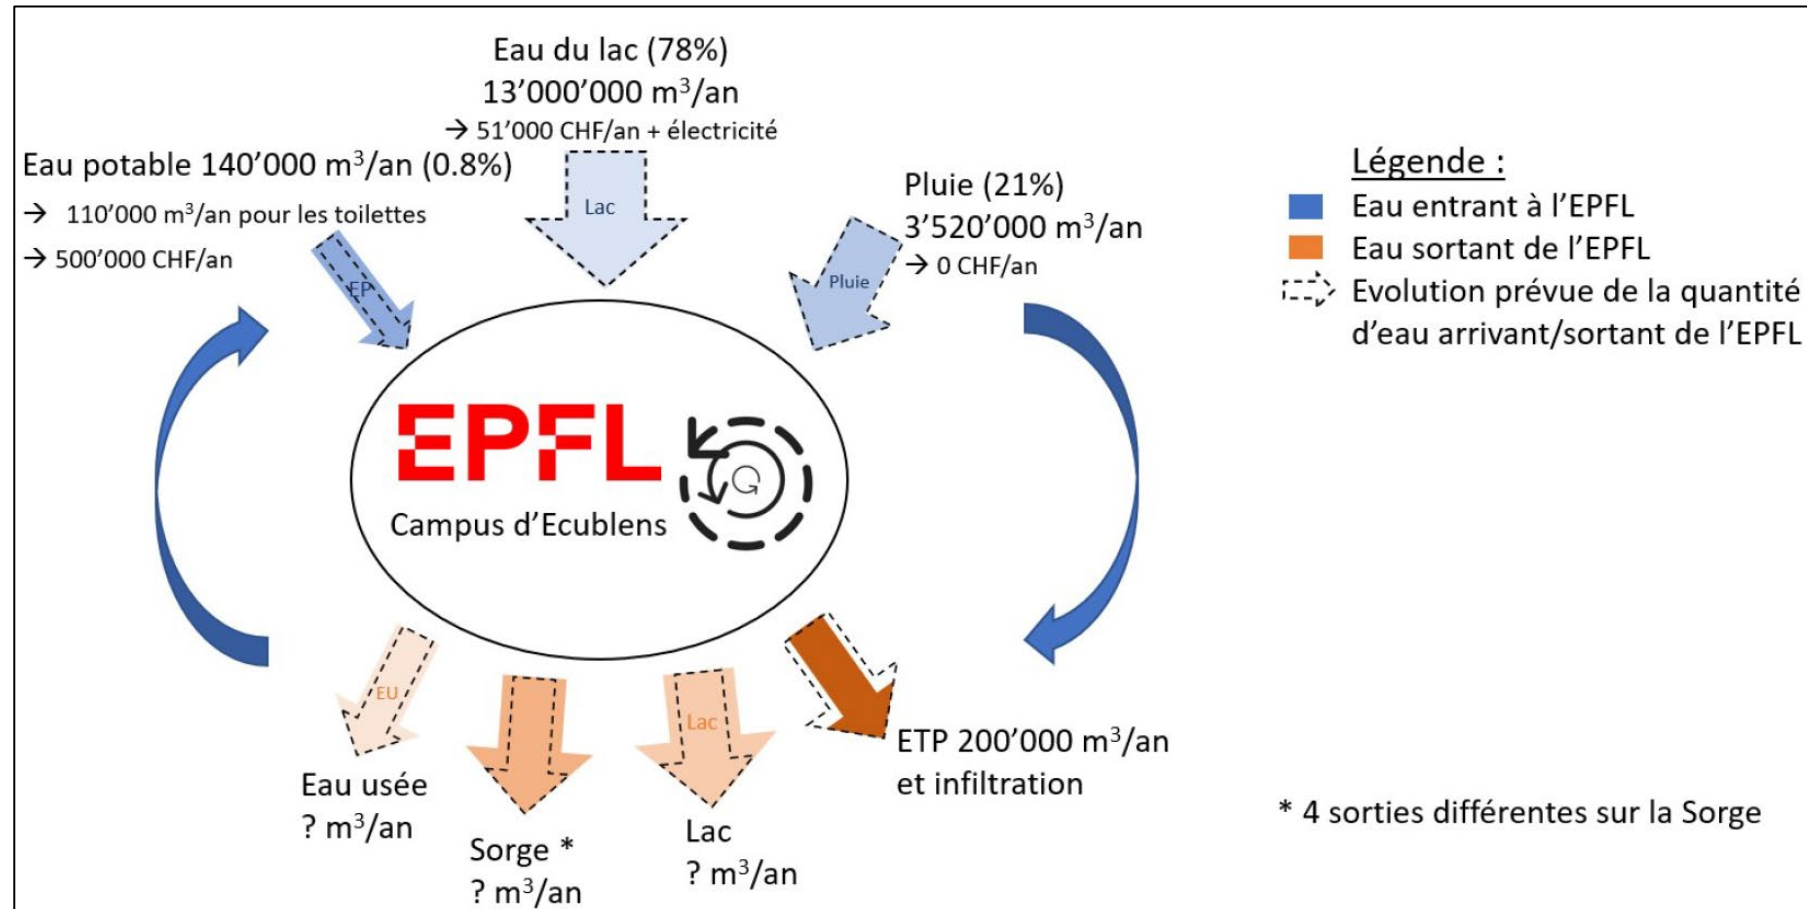 Eau du lac (78%)
13’000’000 m³/an
→ 51’000 CHF/an + électricité
Lac
Eau potable 140’000 m³/an (0.8%)
→ 110’000 m³/an pour les toilettes
→ 500’000 CHF/an
EP
Pluie (21%)
3’520’000 m³/an
→ 0 CHF/an
Pluie
Légende :
Eau entrant à l’EPFL
Eau sortant de l’EPFL
Evolution prévue de la quantité
d’eau arrivant/sortant de l’EPFL
EPFL
Campus d’Ecublens
EU
Eau usée
? m³/an
Sorge *
? m³/an
Lac
Lac
? m³/an
ETP 200’000 m³/an
et infiltration
* 4 sorties différentes sur la Sorge